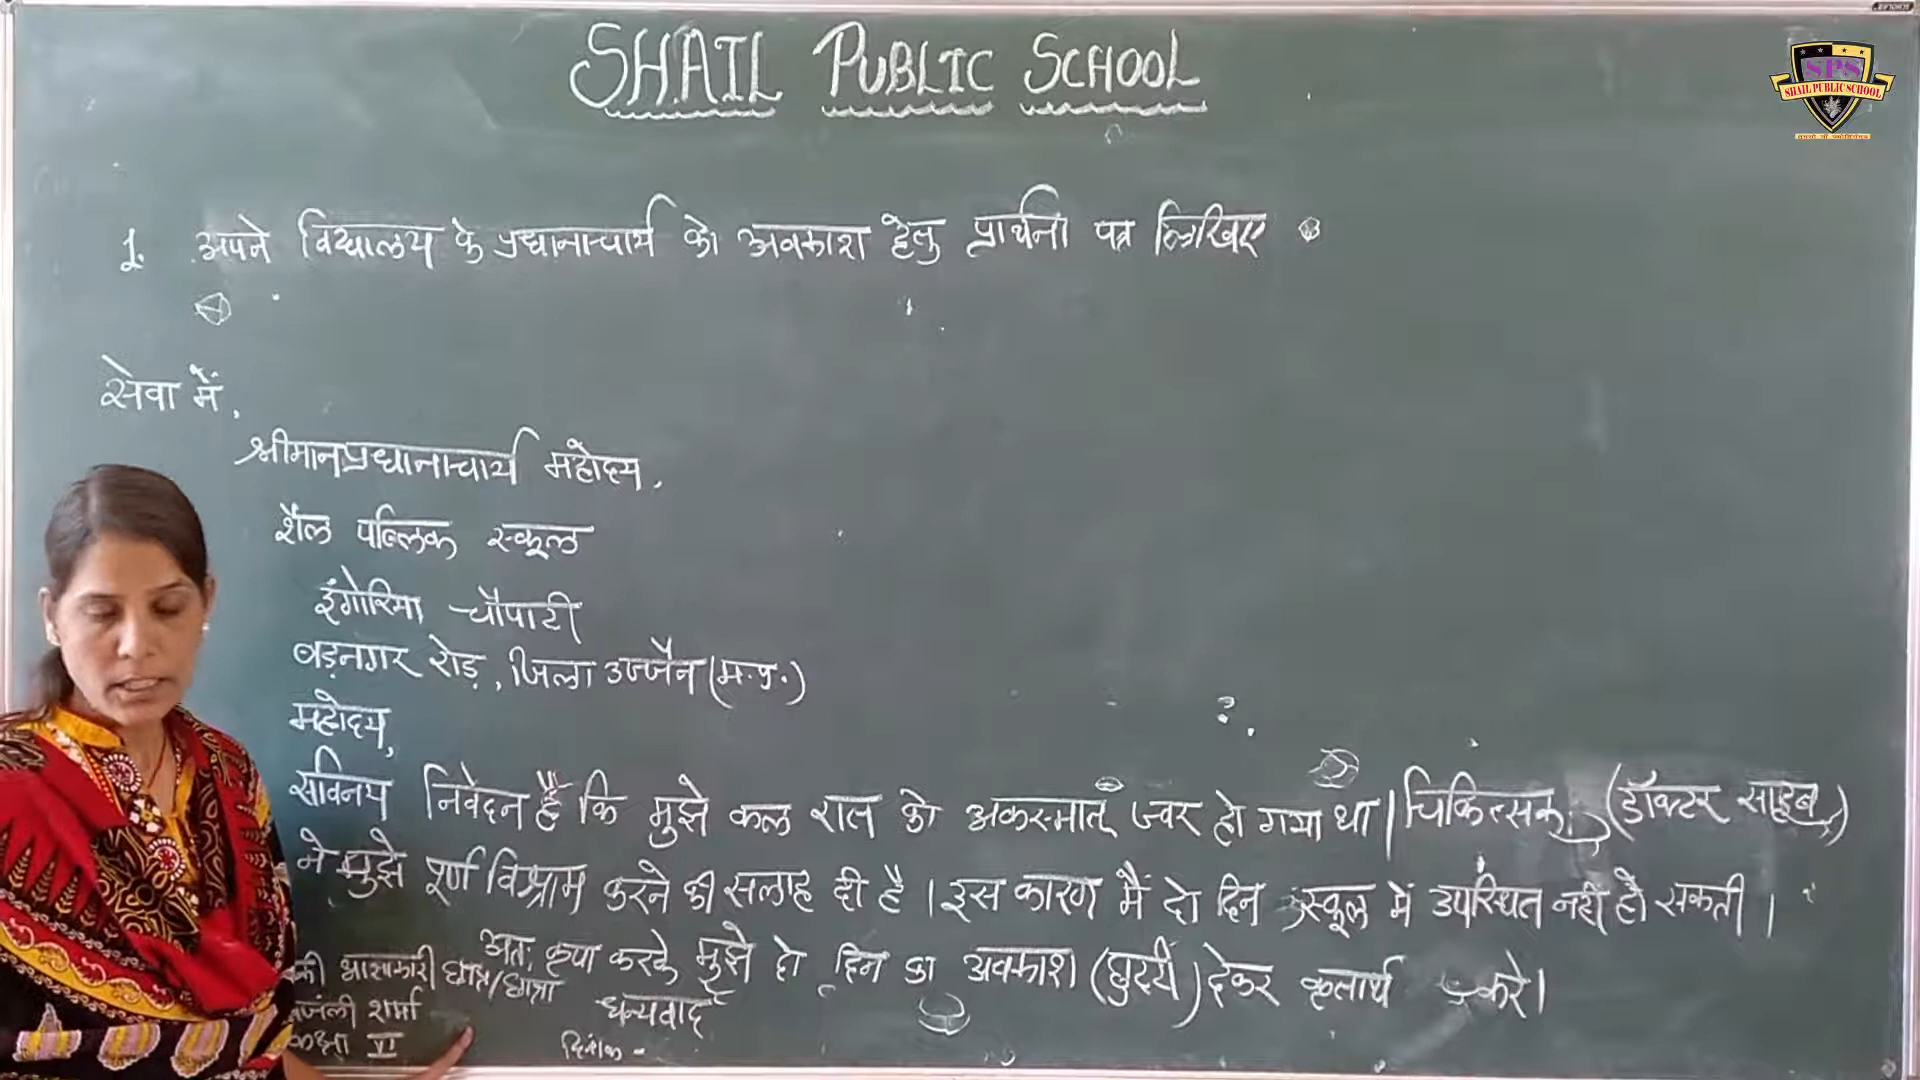 SHAIL PUBLIC SCHOOL
SPS
SHAIL PUBLIC SCHOOL
1. अपने विद्यालय के प्रधानाचार्य को अवकाश हेतु प्रार्थना पत्र लिखिए
सेवा में,
श्रीमानप्रधानाचार्य महोदय,
शैल पब्लिक स्कूल
इंगोरिया चौपाटी
बड़नगर रोड़, जिला उज्जैन (म.प्र.)
महोदय,
सविनय निवेदन है कि मुझे कल रात को अकस्मात् ज्वर हो गया था। चिकित्सक (डॉक्टर साहब)
ने मुझे पूर्ण विश्राम करने की सलाह दी है। इस कारण मैं दो दिन स्कूल में उपस्थित नहीं हो सकती।
अतः कृपा करके मुझे दो दिन का अवकाश (छुट्टी) देकर कृतार्थ करे।
की आज्ञाकारी छात्र/छात्रा
धन्यवाद
शर्मा
कक्षा VI
दिनांक -